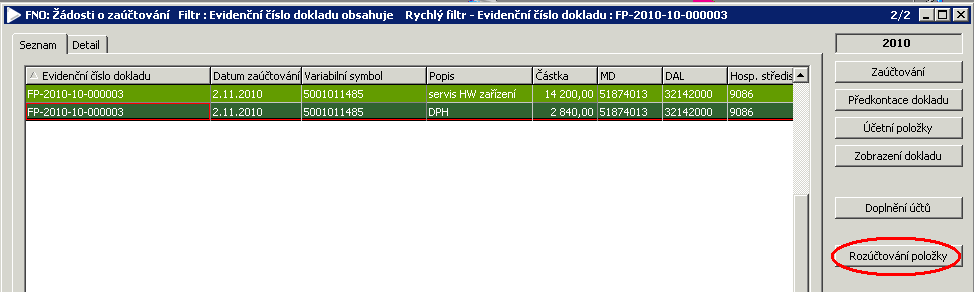 FNO: Žádosti o zaúčtování Filtr : Evidenční číslo dokladu obsahuje Rychlý filtr - Evidenční číslo dokladu : FP-2010-10-000003 2/2
Seznam Detail
2010
Evidenční číslo dokladu Datum zaúčtování Variabilní symbol Popis Částka MD DAL Hosp. středis
FP-2010-10-000003 2.11.2010 5001011485 servis HW zařízení 14 200,00 51874013 32142000 9086
FP-2010-10-000003 2.11.2010 5001011485 DPH 2 840,00 51874013 32142000 9086
Zaúčtování
Předkontace dokladu
Účetní položky
Zobrazení dokladu
Doplnění účtů
Rozúčtování položky